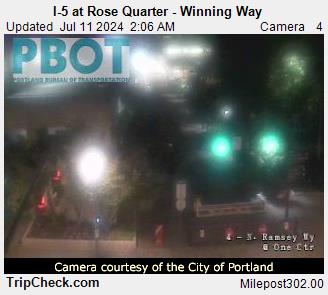 I-5 at Rose Quarter - Winning Way
Updated Jul 11 2024 2:06 AM Camera 4
PBOT
PORTLAND BUREAU OF TRANSPORTATION
4 - N. Ramsey Wy
@ One Ctr
Camera courtesy of the City of Portland
TripCheck.com Milepost302.00